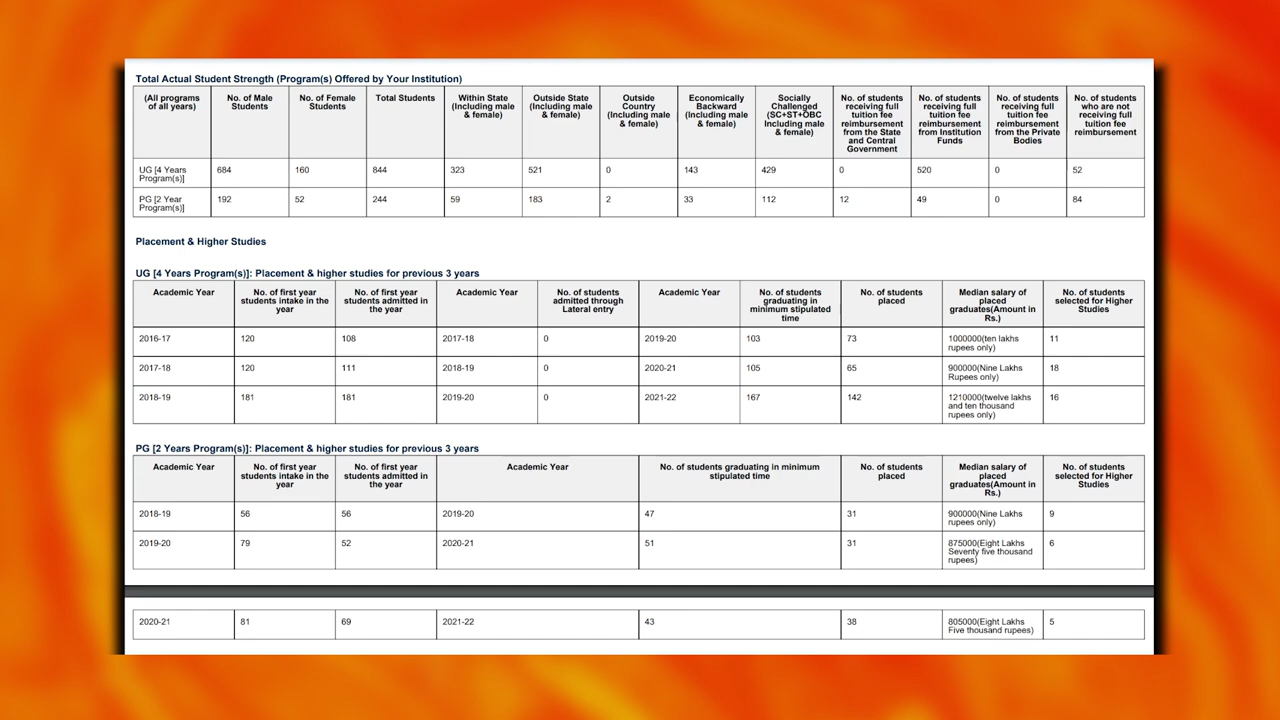 Total Actual Student Strength (Program(s) Offered by Your Institution)
(All programs of all years) No. of Male Students No. of Female Students Total Students Within State (Including male & female) Outside State (Including male & female) Outside Country (Including male & female) Economically Backward (Including male & female) Socially Challenged (SC+ST+OBC Including male & female) No. of students receiving full tuition fee reimbursement from the State and Central Government No. of students receiving full tuition fee reimbursement from Institution Funds No. of students receiving full tuition fee reimbursement from the Private Bodies No. of students who are not receiving full tuition fee reimbursement
UG [4 Years Program(s)] 684 160 844 323 521 0 143 429 0 520 0 52
PG [2 Year Program(s)] 192 52 244 59 183 2 33 112 12 49 0 84
Placement & Higher Studies
UG [4 Years Program(s)]: Placement & higher studies for previous 3 years
Academic Year No. of first year students intake in the year No. of first year students admitted in the year Academic Year No. of students admitted through Lateral entry Academic Year No. of students graduating in minimum stipulated time No. of students placed Median salary of placed graduates(Amount in Rs.) No. of students selected for Higher Studies
2016-17 120 108 2017-18 0 2019-20 103 73 1000000(ten lakhs rupees only) 11
2017-18 120 111 2018-19 0 2020-21 105 65 900000(Nine Lakhs Rupees only) 18
2018-19 181 181 2019-20 0 2021-22 167 142 1210000(twelve lakhs and ten thousand rupees only) 16
PG [2 Years Program(s)]: Placement & higher studies for previous 3 years
Academic Year No. of first year students intake in the year No. of first year students admitted in the year Academic Year No. of students graduating in minimum stipulated time No. of students placed Median salary of placed graduates(Amount in Rs.) No. of students selected for Higher Studies
2018-19 56 56 2019-20 47 31 900000(Nine Lakhs rupees only) 9
2019-20 79 52 2020-21 51 31 875000(Eight Lakhs Seventy five thousand rupees) 6
2020-21 81 69 2021-22 43 38 805000(Eight Lakhs Five thousand rupees) 5